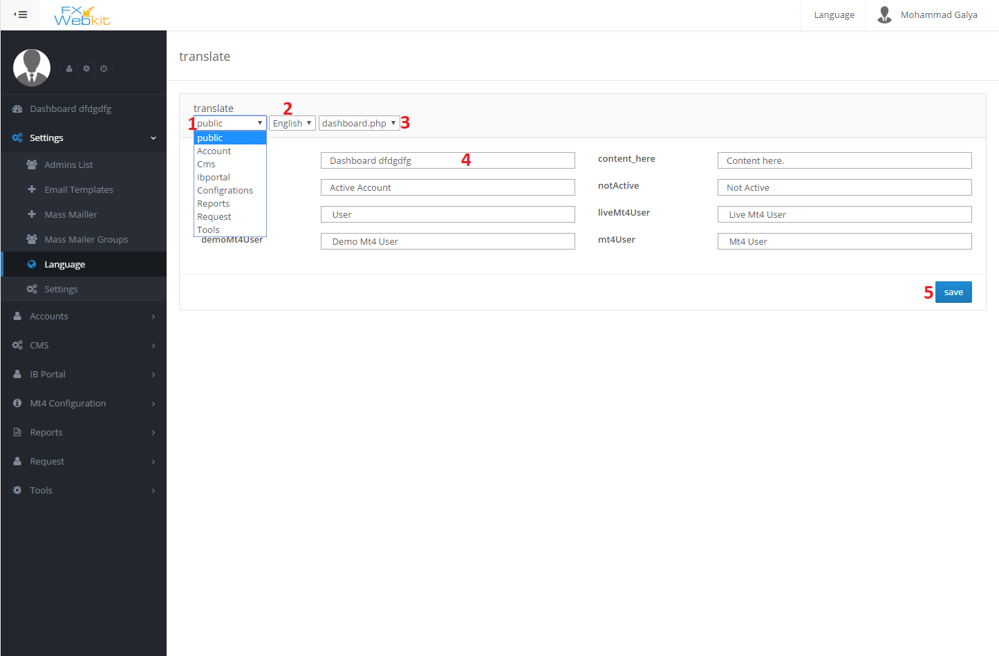 FX
Webkit
Language
Mohammad Galya
Dashboard dfdgdfg
Settings
Admins List
Email Templates
Mass Mailler
Mass Mailer Groups
Language
Settings
Accounts
CMS
IB Portal
Mt4 Configuration
Reports
Request
Tools
translate
translate
2
1 public English dashboard.php 3
public
Account
Cms
Ibportal
Configrations
Reports
Request
Tools
Dashboard dfdgdfg 4 content_here Content here.
Active Account notActive Not Active
User liveMt4User Live Mt4 User
demoMt4User Demo Mt4 User mt4User Mt4 User
5 save